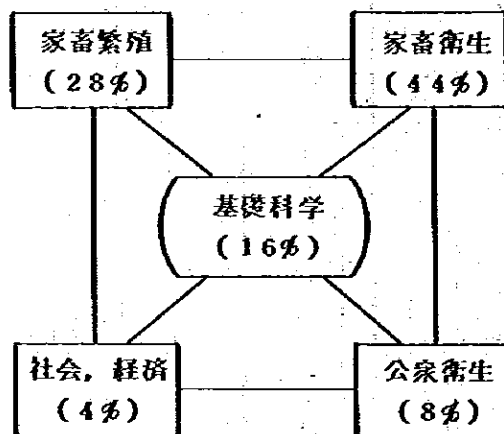 家畜繁殖
(28%)
家畜衛生
(44%)
基礎科学
(16%)
社会，経済
(4%)
公衆衛生
(8%)